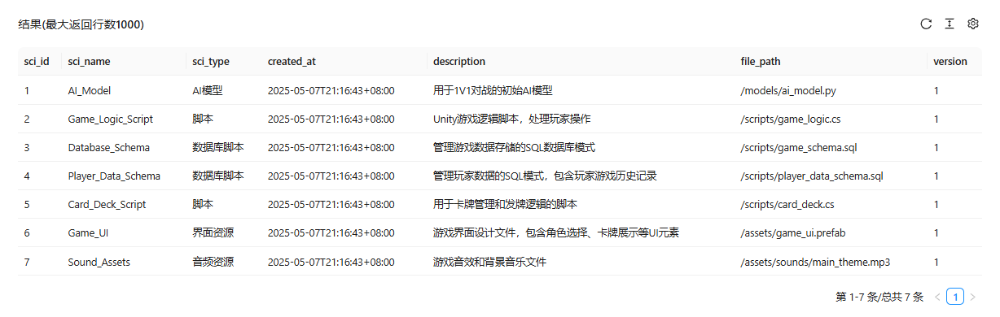 结果(最大返回行数1000)
sci_id sci_name sci_type created_at description file_path version
1 AI_Model AI模型 2025-05-07T21:16:43+08:00 用于1V1对战的初始AI模型 /models/ai_model.py 1
2 Game_Logic_Script 脚本 2025-05-07T21:16:43+08:00 Unity游戏逻辑脚本，处理玩家操作 /scripts/game_logic.cs 1
3 Database_Schema 数据库脚本 2025-05-07T21:16:43+08:00 管理游戏数据存储的SQL数据库模式 /scripts/game_schema.sql 1
4 Player_Data_Schema 数据库脚本 2025-05-07T21:16:43+08:00 管理玩家数据的SQL模式，包含玩家游戏历史记录 /scripts/player_data_schema.sql 1
5 Card_Deck_Script 脚本 2025-05-07T21:16:43+08:00 用于卡牌管理和发牌逻辑的脚本 /scripts/card_deck.cs 1
6 Game_UI 界面资源 2025-05-07T21:16:43+08:00 游戏界面设计文件，包含角色选择、卡牌展示等UI元素 /assets/game_ui.prefab 1
7 Sound_Assets 音频资源 2025-05-07T21:16:43+08:00 游戏音效和背景音乐文件 /assets/sounds/main_theme.mp3 1
第 1-7 条/总共 7 条 < 1 >